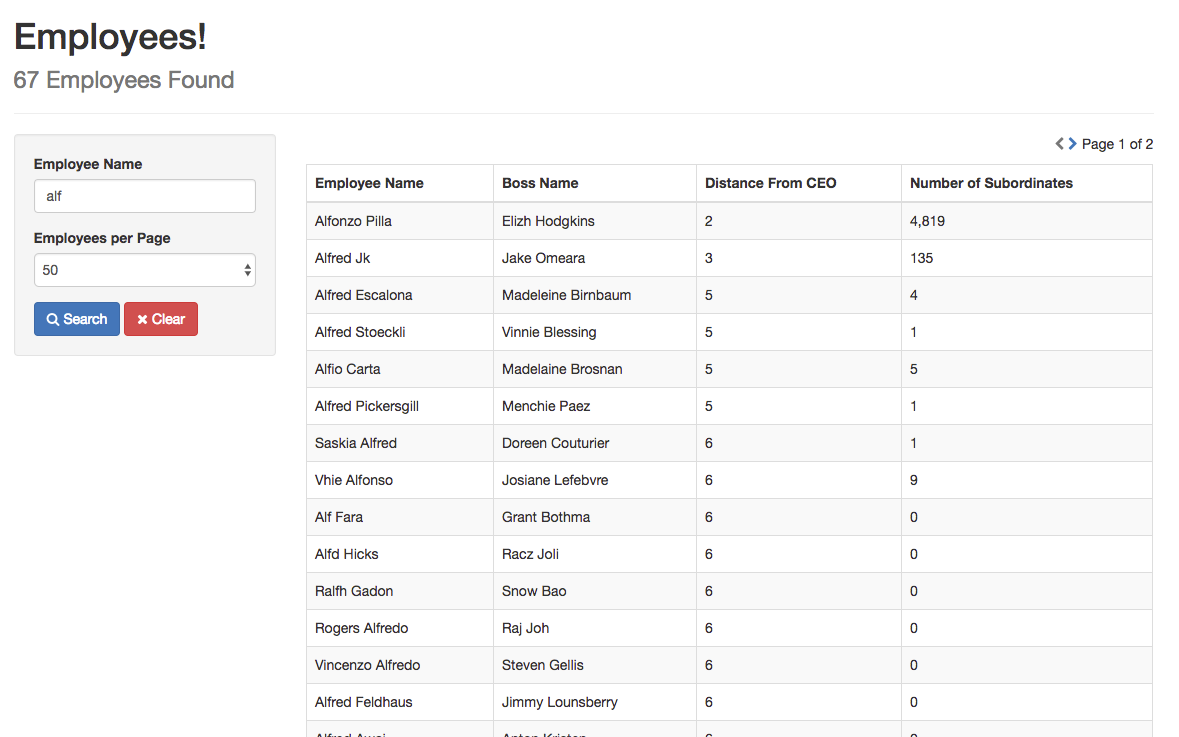 Employees!
67 Employees Found
Employee Name
alf
Employees per Page
50
Search Clear
Page 1 of 2
Employee Name Boss Name Distance From CEO Number of Subordinates
Alfonzo Pilla Elizh Hodgkins 2 4,819
Alfred Jk Jake Omeara 3 135
Alfred Escalona Madeleine Birnbaum 5 4
Alfred Stoeckli Vinnie Blessing 5 1
Alfio Carta Madelaine Brosnan 5 5
Alfred Pickersgill Menchie Paez 5 1
Saskia Alfred Doreen Couturier 6 1
Vhie Alfonso Josiane Lefebvre 6 9
Alf Fara Grant Bothma 6 0
Alfd Hicks Racz Joli 6 0
Ralfh Gadon Snow Bao 6 0
Rogers Alfredo Raj Joh 6 0
Vincenzo Alfredo Steven Gellis 6 0
Alfred Feldhaus Jimmy Lounsberry 6 0
Alfred